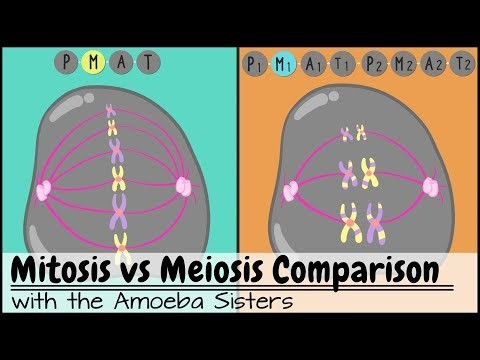 P M A T
P1 M1 A1 T1 P2 M2 A2 T2
Mitosis vs Meiosis Comparison
with the Amoeba Sisters